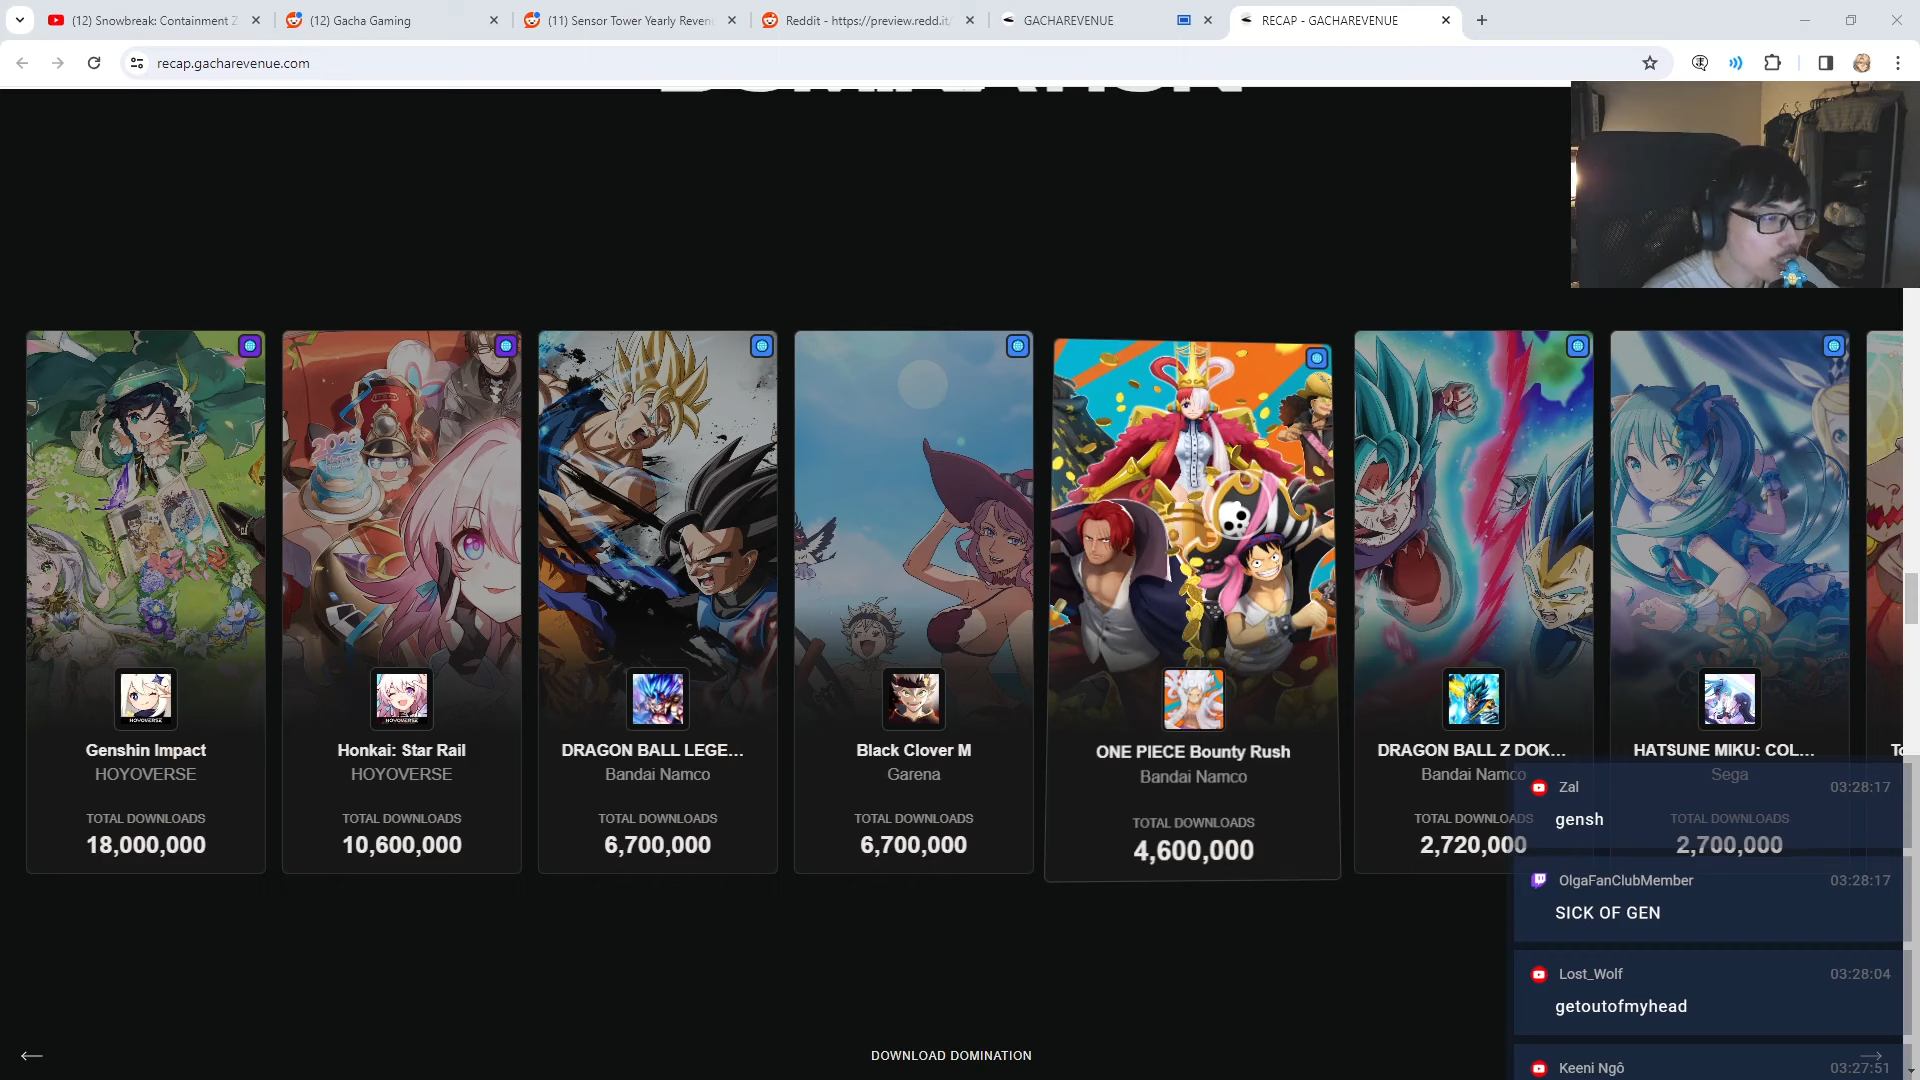 (12) Snowbreak: Containment Z
(12) Gacha Gaming
(11) Sensor Tower Yearly Reven
Reddit - https://preview.redd.it/
GACHAREVENUE
RECAP - GACHAREVENUE
recap.gacharevenue.com
Genshin Impact
HOYOVERSE
TOTAL DOWNLOADS
18,000,000
Honkai: Star Rail
HOYOVERSE
TOTAL DOWNLOADS
10,600,000
DRAGON BALL LEGE...
Bandai Namco
TOTAL DOWNLOADS
6,700,000
Black Clover M
Garena
TOTAL DOWNLOADS
6,700,000
ONE PIECE Bounty Rush
Bandai Namco
TOTAL DOWNLOADS
4,600,000
DRAGON BALL Z DOK...
Bandai Namco
TOTAL DOWNLOADS
2,720,000
HATSUNE MIKU: COL...
Sega
TOTAL DOWNLOADS
2,700,000
Zal 03:28:17
gensh
OlgaFanClubMember 03:28:17
SICK OF GEN
Lost_Wolf 03:28:04
getoutofmyhead
Keeni Ngô 03:27:51
DOWNLOAD DOMINATION